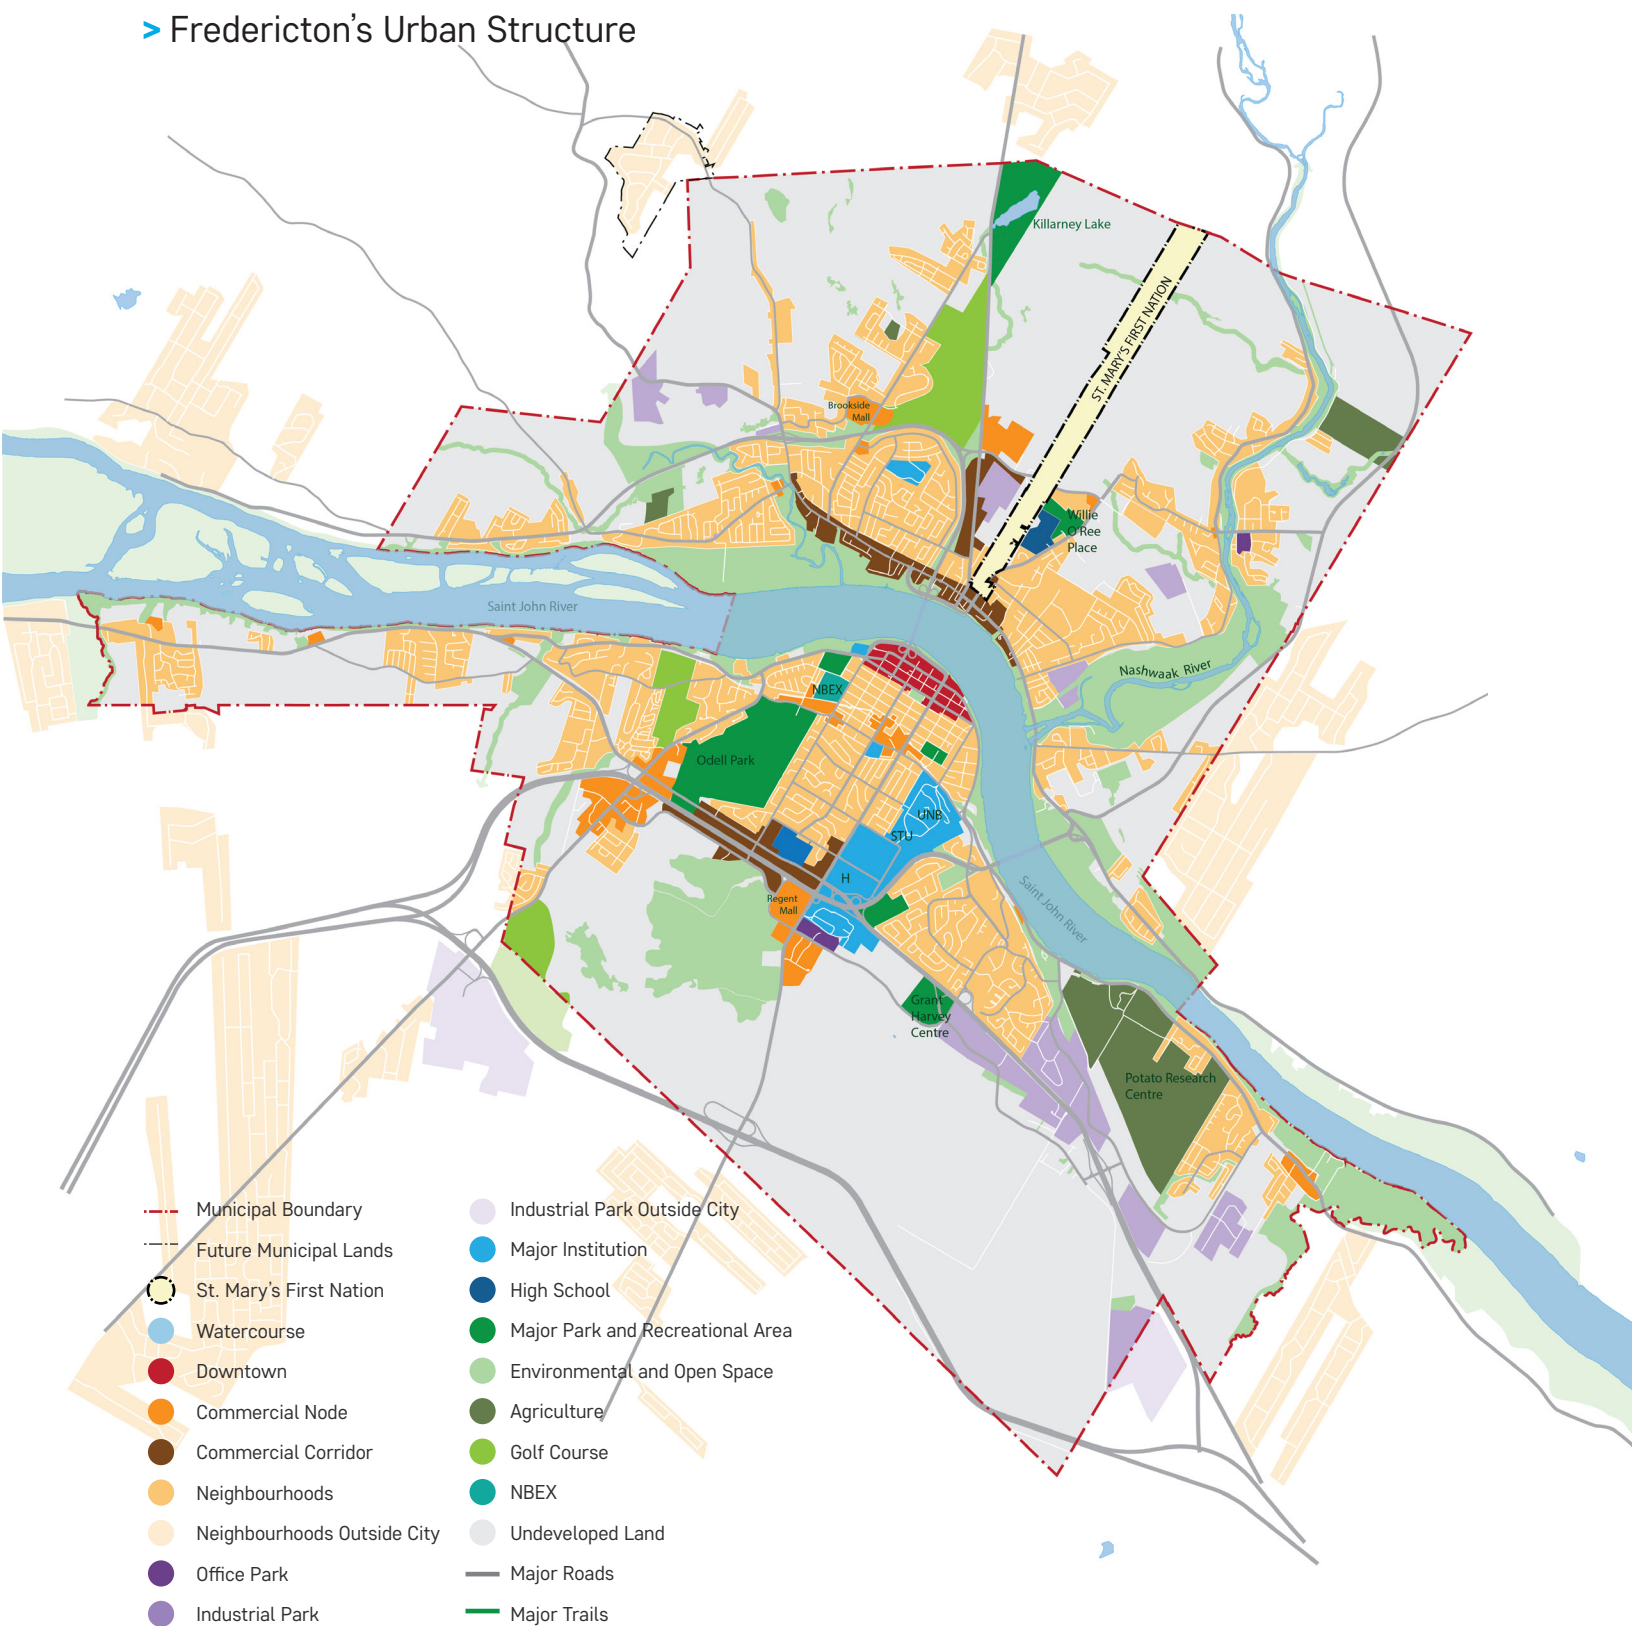 > Fredericton’s Urban Structure
Killarney Lake
ST. MARY'S FIRST NATION
Brookside
Mall
Willie
O'Ree
Place
Saint John River
Nashwaak River
NBEX
Odell Park
UNB
STU
H
Regent
Mall
Saint John River
Grant
Harvey
Centre
Potato Research
Centre
Municipal Boundary
Future Municipal Lands
St. Mary’s First Nation
Watercourse
Downtown
Commercial Node
Commercial Corridor
Neighbourhoods
Neighbourhoods Outside City
Office Park
Industrial Park
Industrial Park Outside City
Major Institution
High School
Major Park and Recreational Area
Environmental and Open Space
Agriculture
Golf Course
NBEX
Undeveloped Land
Major Roads
Major Trails